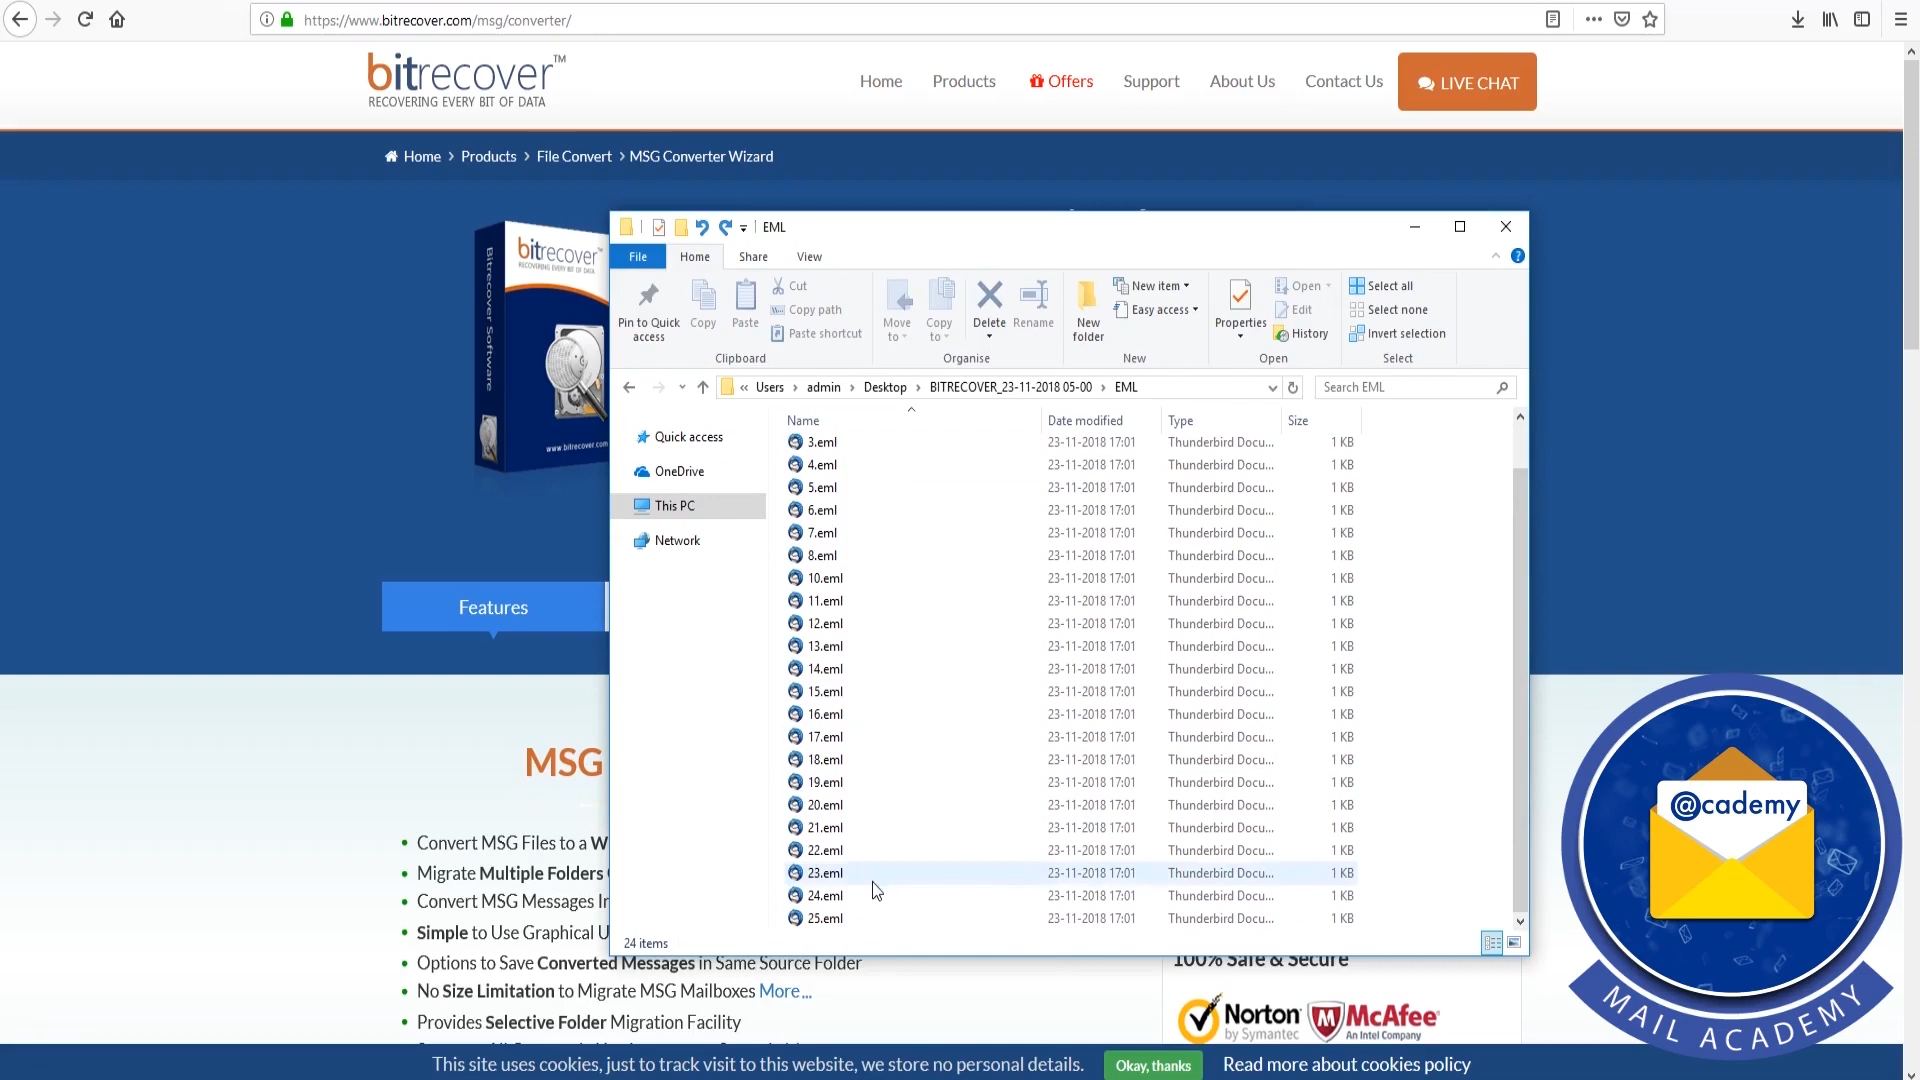 https://www.bitrecover.com/msg/converter/
bitrecover™
RECOVERING EVERY BIT OF DATA
Home
Products
Offers
Support
About Us
Contact Us
LIVE CHAT
Home > Products > File Convert > MSG Converter Wizard
bitrecover™
RECOVERING EVERY BIT OF DATA
Bitrecover Software
www.bitrecover.com
Features
MSG
Convert MSG Files to a W
Migrate Multiple Folders
Convert MSG Messages In
Simple to Use Graphical U
Options to Save Converted Messages in Same Source Folder
No Size Limitation to Migrate MSG Mailboxes More...
Provides Selective Folder Migration Facility
EML
File
Home
Share
View
Pin to Quick access
Copy
Paste
Cut
Copy path
Paste shortcut
Clipboard
Move to
Copy to
Delete
Rename
Organise
New folder
New item
Easy access
New
Properties
Open
Edit
History
Open
Select all
Select none
Invert selection
Select
« Users > admin > Desktop > BITRECOVER_23-11-2018 05-00 > EML
Search EML
Quick access
OneDrive
This PC
Network
Name Date modified Type Size
3.eml 23-11-2018 17:01 Thunderbird Docu... 1 KB
4.eml 23-11-2018 17:01 Thunderbird Docu... 1 KB
5.eml 23-11-2018 17:01 Thunderbird Docu... 1 KB
6.eml 23-11-2018 17:01 Thunderbird Docu... 1 KB
7.eml 23-11-2018 17:01 Thunderbird Docu... 1 KB
8.eml 23-11-2018 17:01 Thunderbird Docu... 1 KB
10.eml 23-11-2018 17:01 Thunderbird Docu... 1 KB
11.eml 23-11-2018 17:01 Thunderbird Docu... 1 KB
12.eml 23-11-2018 17:01 Thunderbird Docu... 1 KB
13.eml 23-11-2018 17:01 Thunderbird Docu... 1 KB
14.eml 23-11-2018 17:01 Thunderbird Docu... 1 KB
15.eml 23-11-2018 17:01 Thunderbird Docu... 1 KB
16.eml 23-11-2018 17:01 Thunderbird Docu... 1 KB
17.eml 23-11-2018 17:01 Thunderbird Docu... 1 KB
18.eml 23-11-2018 17:01 Thunderbird Docu... 1 KB
19.eml 23-11-2018 17:01 Thunderbird Docu... 1 KB
20.eml 23-11-2018 17:01 Thunderbird Docu... 1 KB
21.eml 23-11-2018 17:01 Thunderbird Docu... 1 KB
22.eml 23-11-2018 17:01 Thunderbird Docu... 1 KB
23.eml 23-11-2018 17:01 Thunderbird Docu... 1 KB
24.eml 23-11-2018 17:01 Thunderbird Docu... 1 KB
25.eml 23-11-2018 17:01 Thunderbird Docu... 1 KB
24 items
100% Safe & Secure
Norton
by Symantec
McAfee
An Intel Company
@cademy
MAIL ACADEMY
This site uses cookies, just to track visit to this website, we store no personal details.
Okay, thanks
Read more about cookies policy